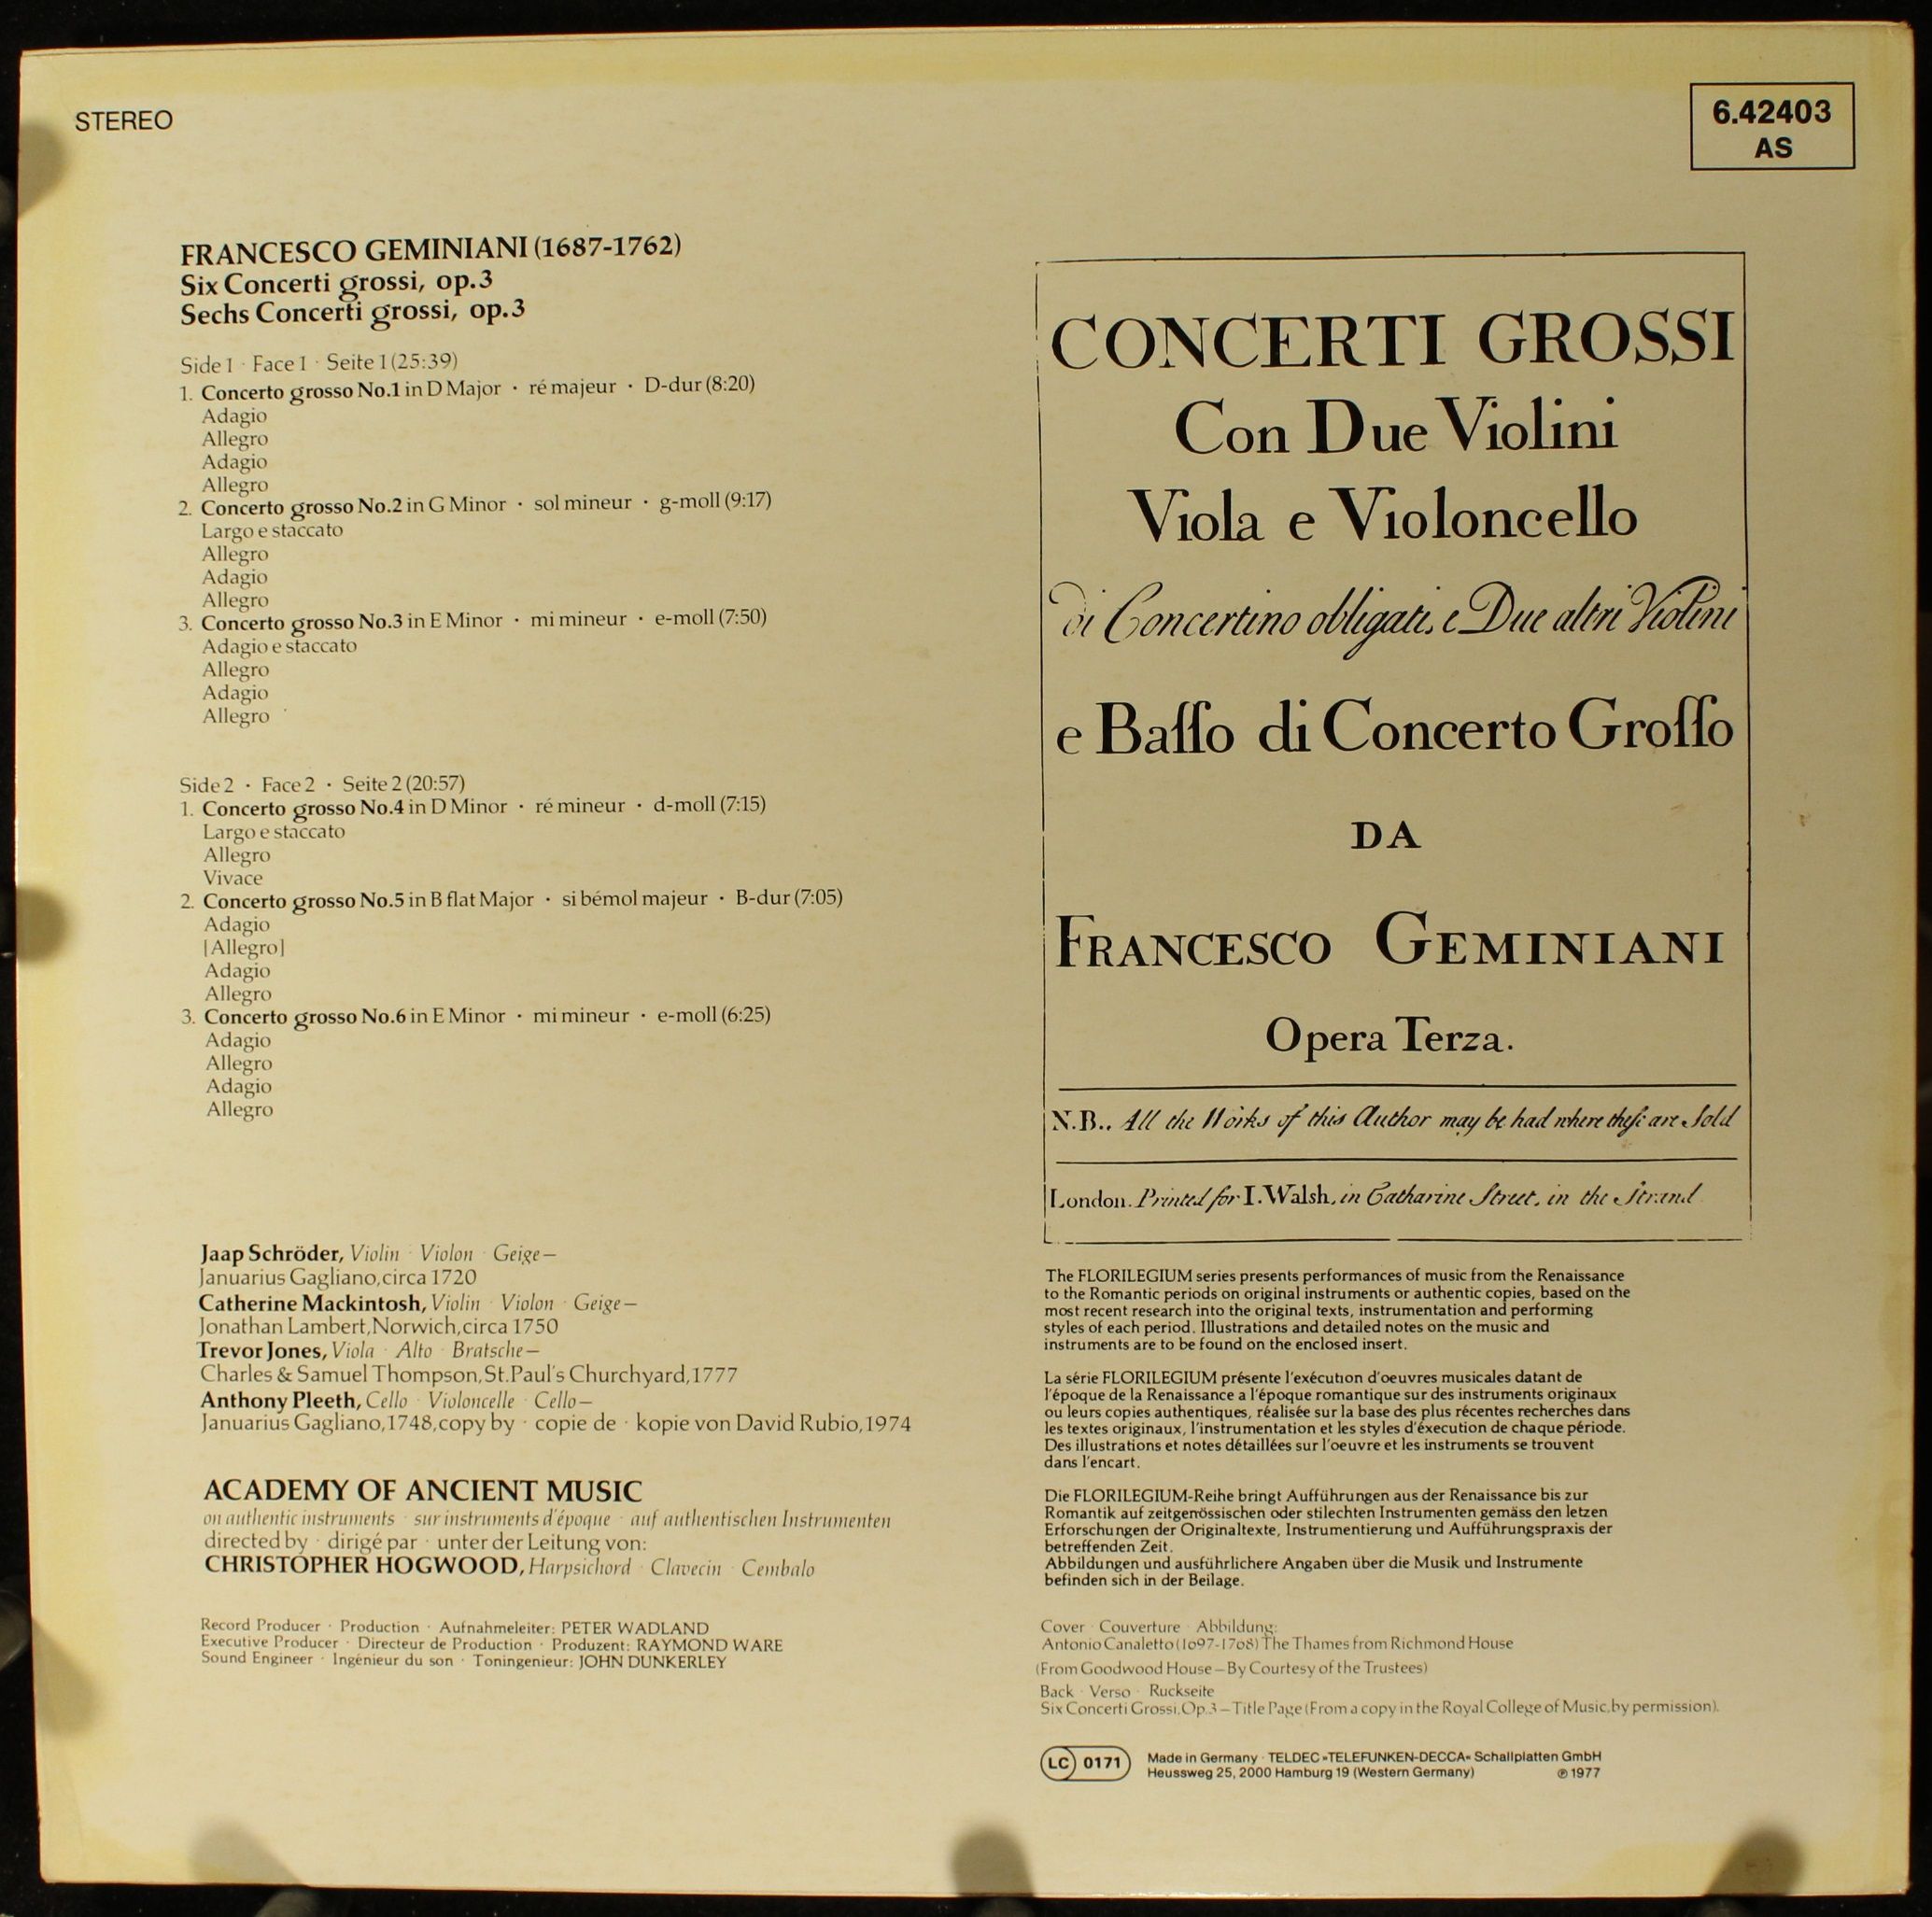 STEREO
6.42403
AS
FRANCESCO GEMINIANI (1687-1762)
Six Concerti grossi, op.3
Sechs Concerti grossi, op.3
Side 1 · Face 1 · Seite 1 (25:39)
1. Concerto grosso No.1 in D Major · ré majeur · D-dur (8:20)
Adagio
Allegro
Adagio
Allegro
2. Concerto grosso No.2 in G Minor · sol mineur · g-moll (9:17)
Largo e staccato
Allegro
Adagio
Allegro
3. Concerto grosso No.3 in E Minor · mi mineur · e-moll (7:50)
Adagio e staccato
Allegro
Adagio
Allegro
Side 2 · Face 2 · Seite 2 (20:57)
1. Concerto grosso No.4 in D Minor · ré mineur · d-moll (7:15)
Largo e staccato
Allegro
Vivace
2. Concerto grosso No.5 in B flat Major · si bémol majeur · B-dur (7:05)
Adagio
[Allegro]
Adagio
Allegro
3. Concerto grosso No.6 in E Minor · mi mineur · e-moll (6:25)
Adagio
Allegro
Adagio
Allegro
Jaap Schröder, Violin · Violon · Geige –
Januarius Gagliano, circa 1720
Catherine Mackintosh, Violin · Violon · Geige –
Jonathan Lambert, Norwich, circa 1750
Trevor Jones, Viola · Alto · Bratsche –
Charles & Samuel Thompson, St. Paul's Churchyard, 1777
Anthony Pleeth, Cello · Violoncelle · Cello –
Januarius Gagliano, 1748, copy by · copie de · kopie von David Rubio, 1974
ACADEMY OF ANCIENT MUSIC
on authentic instruments · sur instruments d'époque · auf authentischen Instrumenten
directed by · dirigé par · unter der Leitung von:
CHRISTOPHER HOGWOOD, Harpsichord · Clavecin · Cembalo
Record Producer · Production · Aufnahmeleiter: PETER WADLAND
Executive Producer · Directeur de Production · Produzent: RAYMOND WARE
Sound Engineer · Ingénieur du son · Toningenieur: JOHN DUNKERLEY
CONCERTI GROSSI
Con Due Violini
Viola e Violoncello
di Concertino obligati, e Due altri Violini
e Baſſo di Concerto Groſſo
DA
FRANCESCO GEMINIANI
Opera Terza.
N.B.. All the Works of this Author may be had where theſe are Sold
London. Printed for I. Walsh, in Catharine Street, in the Strand
The FLORILEGIUM series presents performances of music from the Renaissance
to the Romantic periods on original instruments or authentic copies, based on the
most recent research into the original texts, instrumentation and performing
styles of each period. Illustrations and detailed notes on the music and
instruments are to be found on the enclosed insert.
La série FLORILEGIUM présente l'exécution d'oeuvres musicales datant de
l'époque de la Renaissance a l'époque romantique sur des instruments originaux
ou leurs copies authentiques, réalisée sur la base des plus récentes recherches dans
les textes originaux, l'instrumentation et les styles d'éxecution de chaque période.
Des illustrations et notes détaillées sur l'oeuvre et les instruments se trouvent
dans l'encart.
Die FLORILEGIUM-Reihe bringt Aufführungen aus der Renaissance bis zur
Romantik auf zeitgenössischen oder stilechten Instrumenten gemäss den letzen
Erforschungen der Originaltexte, Instrumentierung und Aufführungspraxis der
betreffenden Zeit.
Abbildungen und ausführlichere Angaben über die Musik und Instrumente
befinden sich in der Beilage.
Cover · Couverture · Abbildung:
Antonio Canaletto (1697-1768) The Thames from Richmond House
(From Goodwood House – By Courtesy of the Trustees)
Back · Verso · Ruckseite
Six Concerti Grossi, Op.3 – Title Page (From a copy in the Royal College of Music, by permission).
LC 0171
Made in Germany · TELDEC »TELEFUNKEN-DECCA« Schallplatten GmbH
Heussweg 25, 2000 Hamburg 19 (Western Germany) ℗ 1977